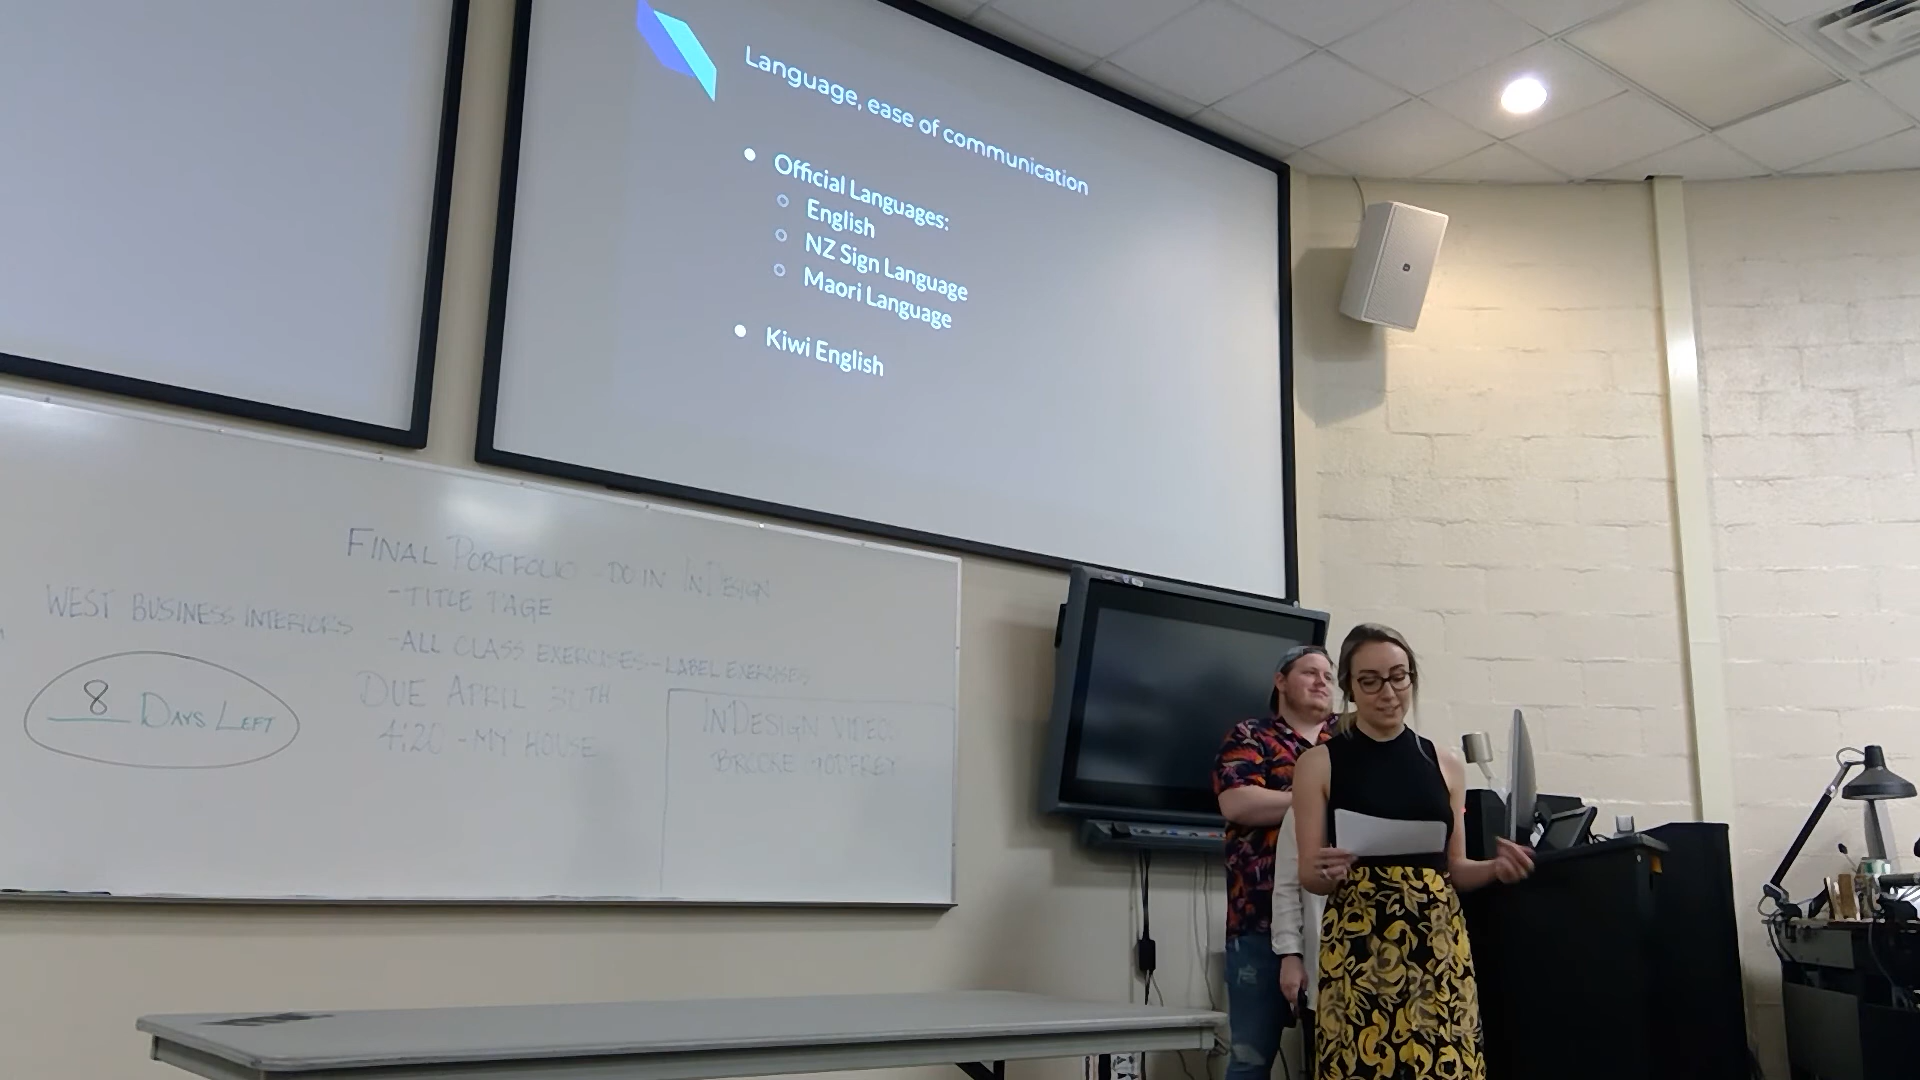 Language, ease of communication
Official Languages:
English
NZ Sign Language
Maori Language
Kiwi English
FINAL PORTFOLIO - DO IN INDESIGN
- TITLE PAGE
- ALL CLASS EXERCISES - LABEL EXERCISES
WEST BUSINESS INTERIORS
8 DAYS LEFT
DUE APRIL 30TH
4:20 - MY HOUSE
INDESIGN VIDEOS
BROOKE GODFREY